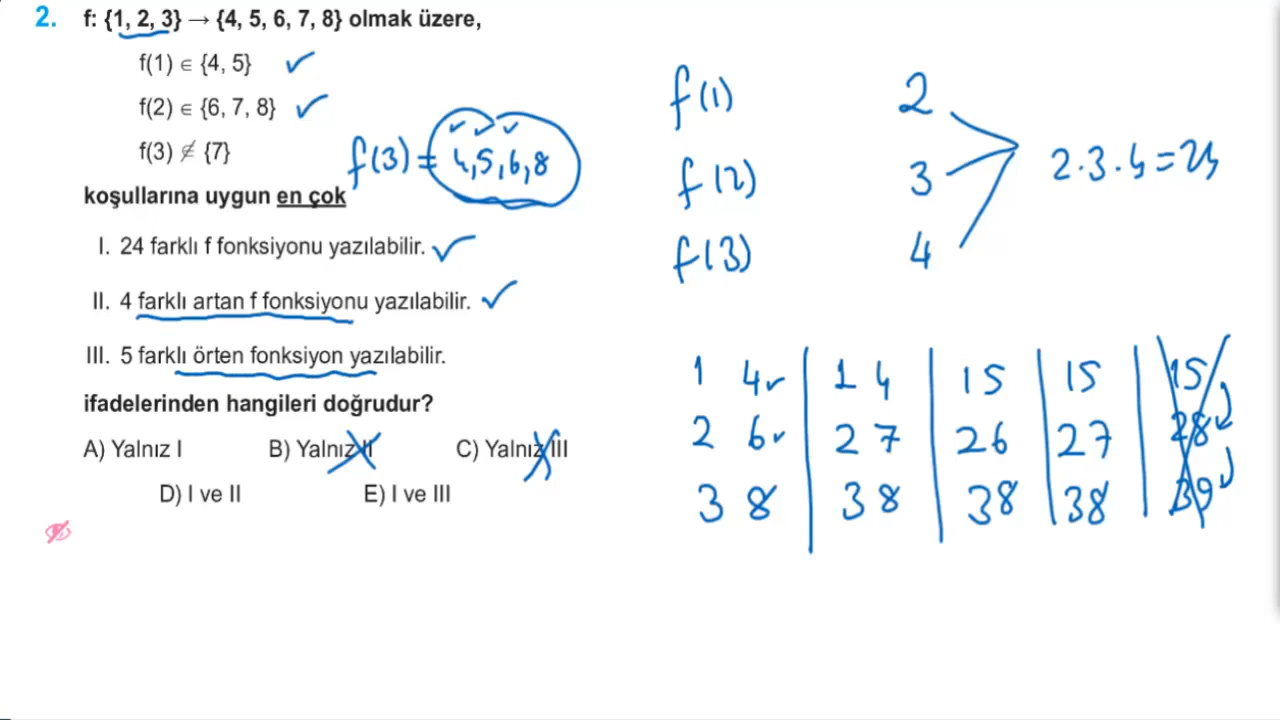 2. f: {1, 2, 3} → {4, 5, 6, 7, 8} olmak üzere,
f(1) ∈ {4, 5} ✓
f(2) ∈ {6, 7, 8} ✓
f(3) ∉ {7}
f(3) = 4,5,6,8
koşullarına uygun en çok
I. 24 farklı f fonksiyonu yazılabilir. ✓
II. 4 farklı artan f fonksiyonu yazılabilir. ✓
III. 5 farklı örten fonksiyon yazılabilir.
ifadelerinden hangileri doğrudur?
A) Yalnız I B) Yalnız II C) Yalnız III
D) I ve II E) I ve III
f(1) 2
f(2) 3 2·3·4=24
f(3) 4
1 4 | 1 4 | 1 5 | 1 5 | 1 5
2 6 | 2 7 | 2 6 | 2 7 | 2 8
3 8 | 3 8 | 3 8 | 3 8 | 3 9